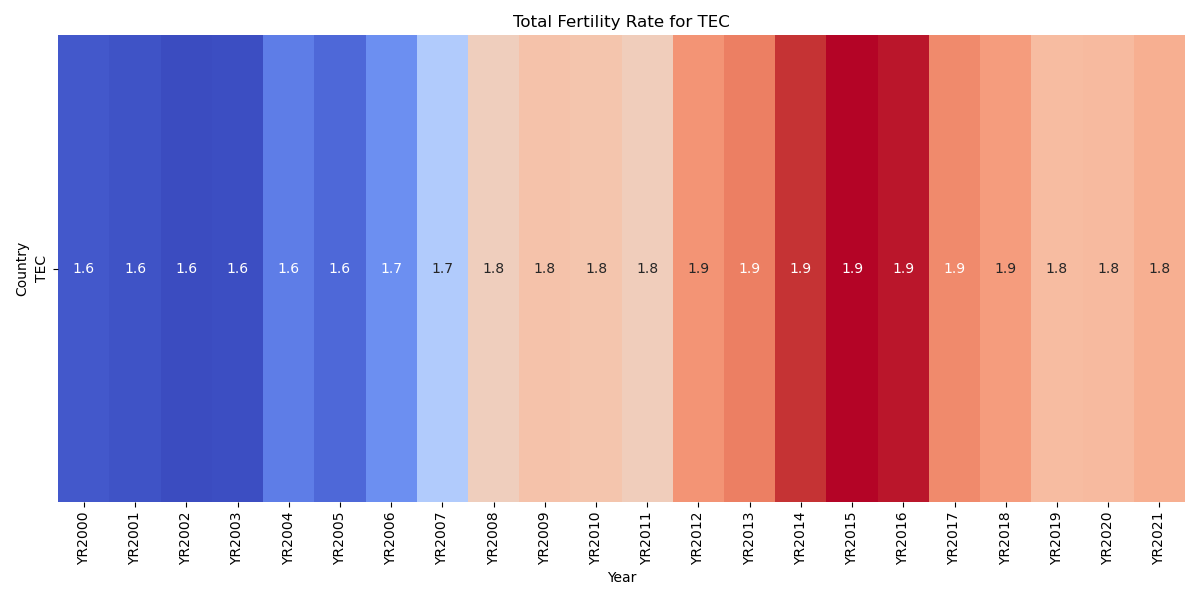 Total Fertility Rate for TEC
Country
TEC
1.6 1.6 1.6 1.6 1.6 1.6 1.7 1.7 1.8 1.8 1.8 1.8 1.9 1.9 1.9 1.9 1.9 1.9 1.9 1.8 1.8 1.8
YR2000 YR2001 YR2002 YR2003 YR2004 YR2005 YR2006 YR2007 YR2008 YR2009 YR2010 YR2011 YR2012 YR2013 YR2014 YR2015 YR2016 YR2017 YR2018 YR2019 YR2020 YR2021
Year